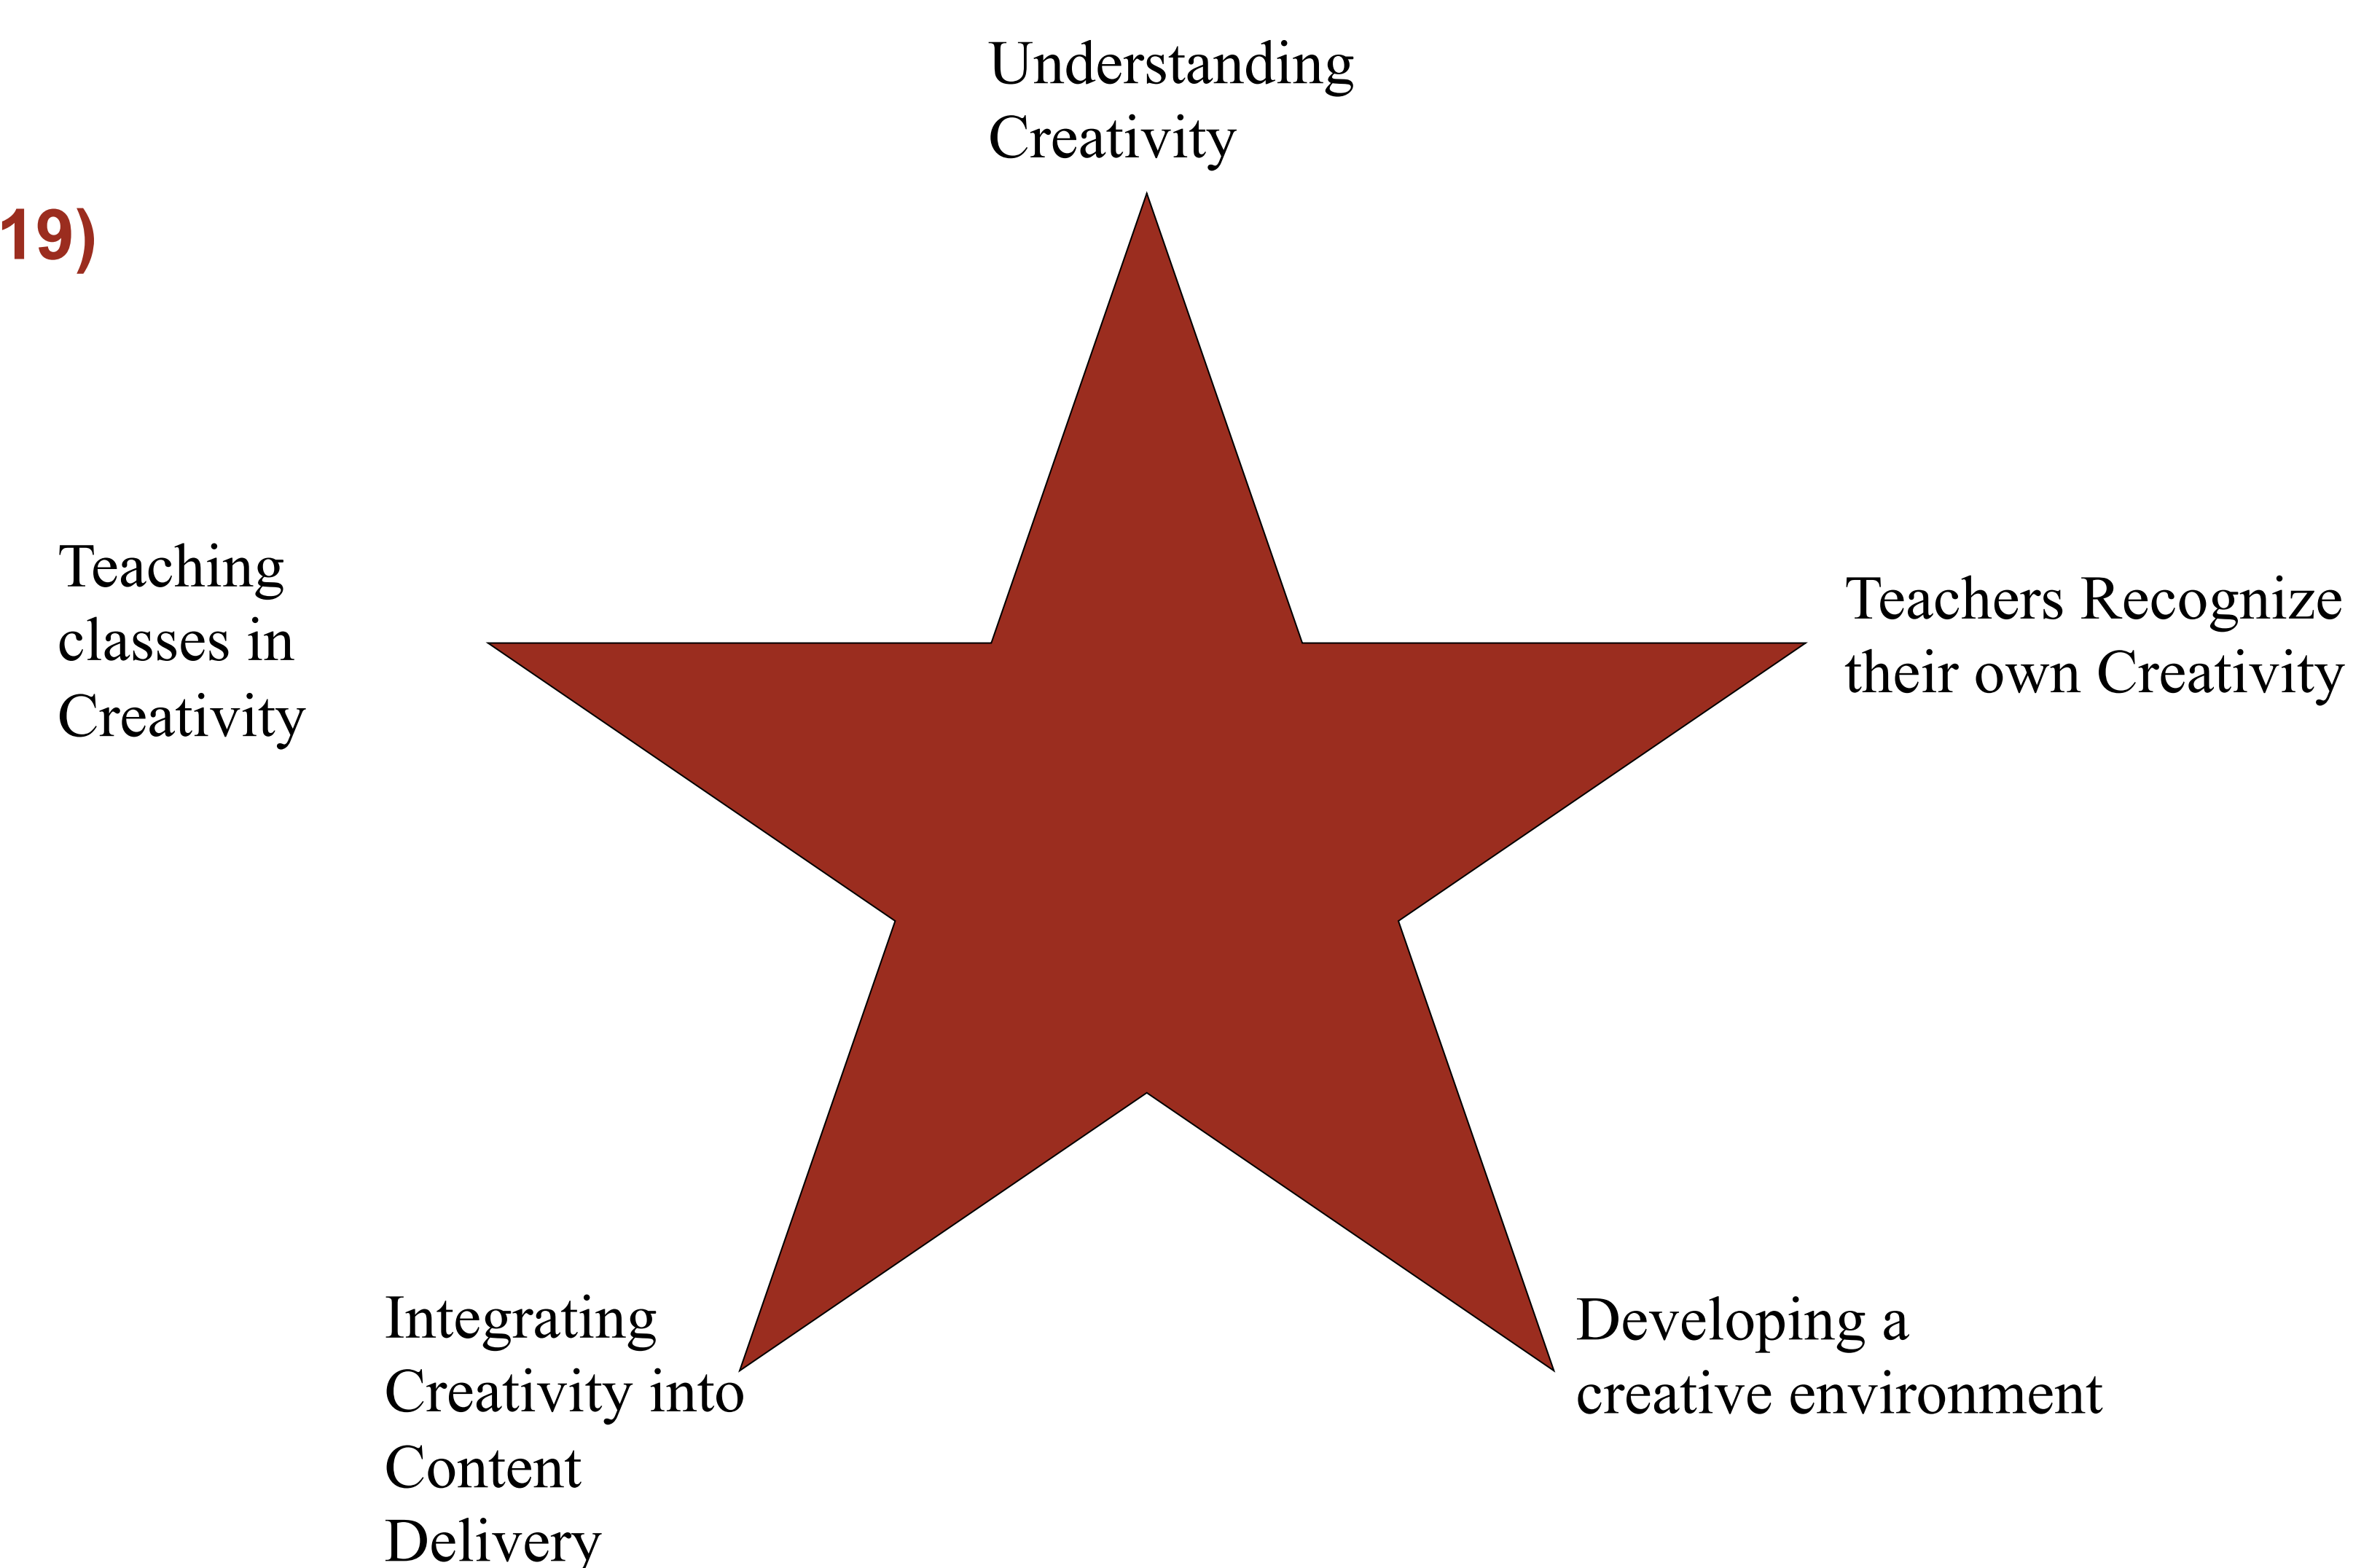 Understanding
Creativity
19)
Teaching
classes in
Creativity
Teachers Recognize
their own Creativity
Integrating
Creativity into
Content
Delivery
Developing a
creative environment